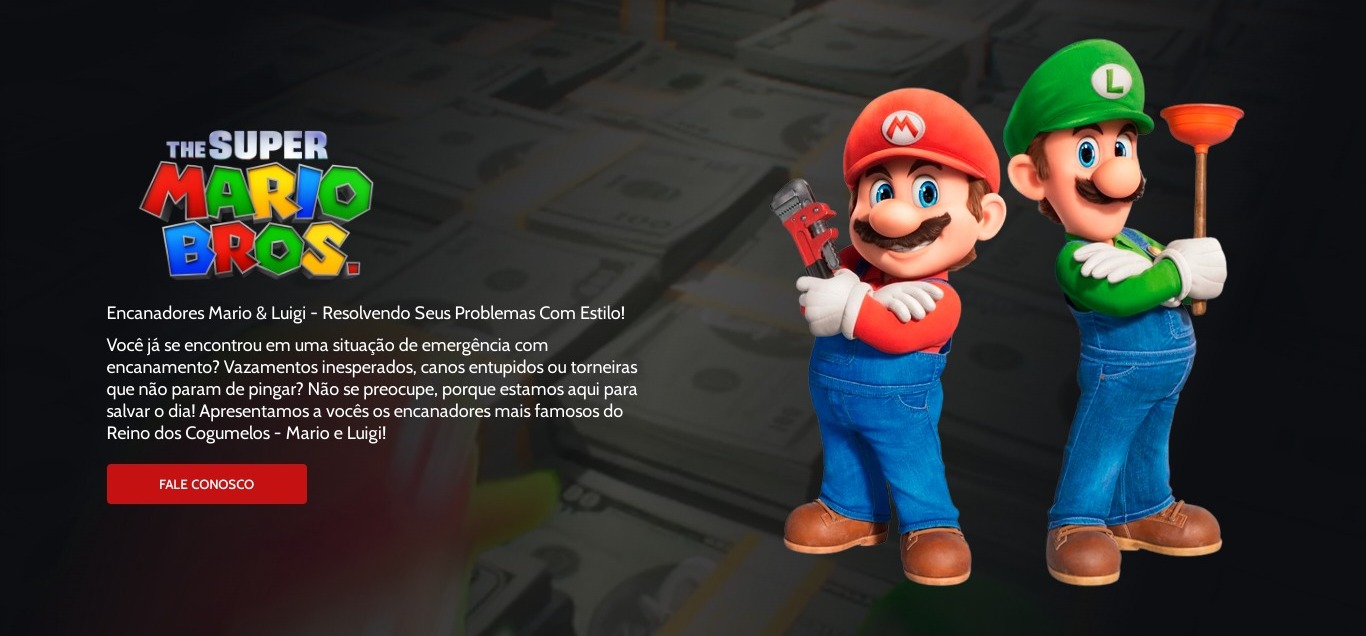 THE SUPER
MARIO
BROS.
Encanadores Mario & Luigi - Resolvendo Seus Problemas Com Estilo!
Você já se encontrou em uma situação de emergência com
encanamento? Vazamentos inesperados, canos entupidos ou torneiras
que não param de pingar? Não se preocupe, porque estamos aqui para
salvar o dia! Apresentamos a vocês os encanadores mais famosos do
Reino dos Cogumelos - Mario e Luigi!
FALE CONOSCO
M
L